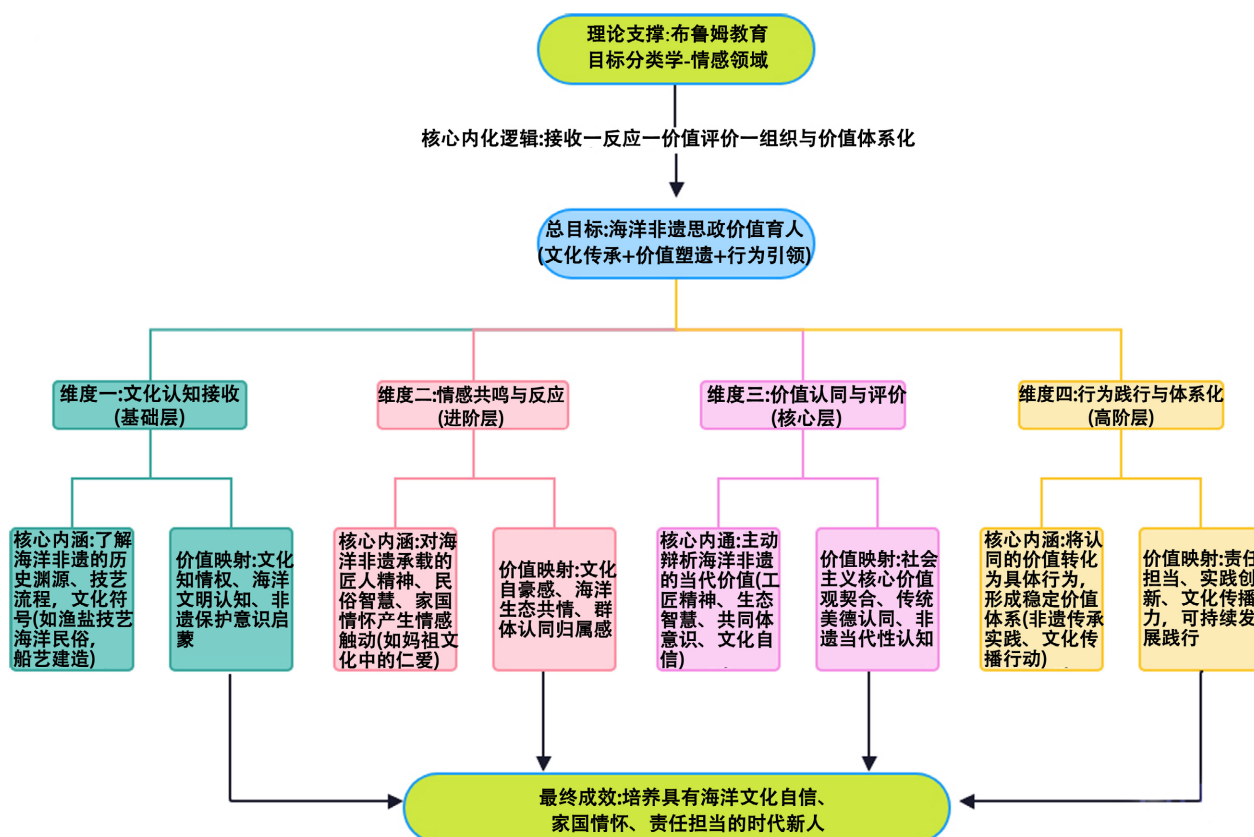 理论支撑:布鲁姆教育
目标分类学-情感领域
核心内化逻辑:接收一反应一价值评价一组织与价值体系化
总目标:海洋非遗思政价值育人
(文化传承+价值塑遗+行为引领)
维度一:文化认知接收
(基础层)
维度二:情感共鸣与反应
(进阶层)
维度三:价值认同与评价
(核心层)
维度四:行为践行与体系化
(高阶层)
核心内涵:了解
海洋非遗的历
史渊源、技艺
流程，文化符
号(如渔盐技艺
海洋民俗,
船艺建造)
价值映射:文化
知情权、海洋
文明认知、非
遗保护意识启
蒙
核心内涵:对海
洋非遗承载的
匠人精神、民
俗智慧、家国
情怀产生情感
触动(如妈祖文
化中的仁爱)
价值映射:文化
自豪感、海洋
生态共情、群
体认同归属感
核心内通:主动
辩析海洋非遗
的当代价值(工
匠精神、生态
智慧、共同体
意识、文化自
信)
价值映射:社会
主义核心价值
观契合、传统
美德认同、非
遗当代性认知
核心内涵:将认
同的价值转化
为具体行为,
形成稳定价值
体系(非遗传承
实践、文化传
播行动)
价值映射:责任
担当、实践创
新、文化传播
力，可持续发
展践行
最终成效:培养具有海洋文化自信、
家国情怀、责任担当的时代新人